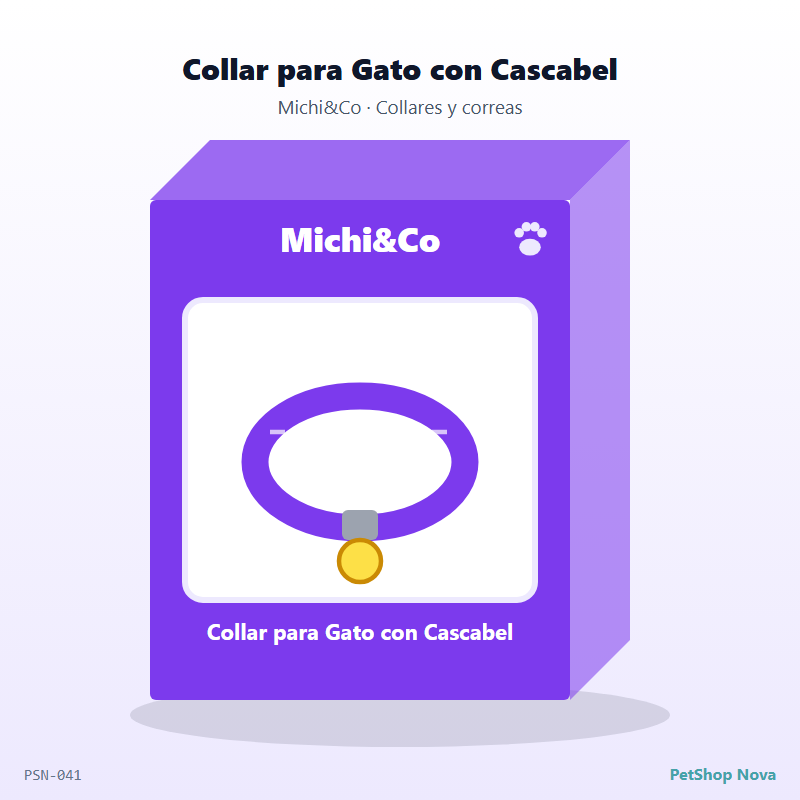 Collar para Gato con Cascabel
Michi&Co · Collares y correas
Michi&Co
Collar para Gato con Cascabel
PSN-041
PetShop Nova